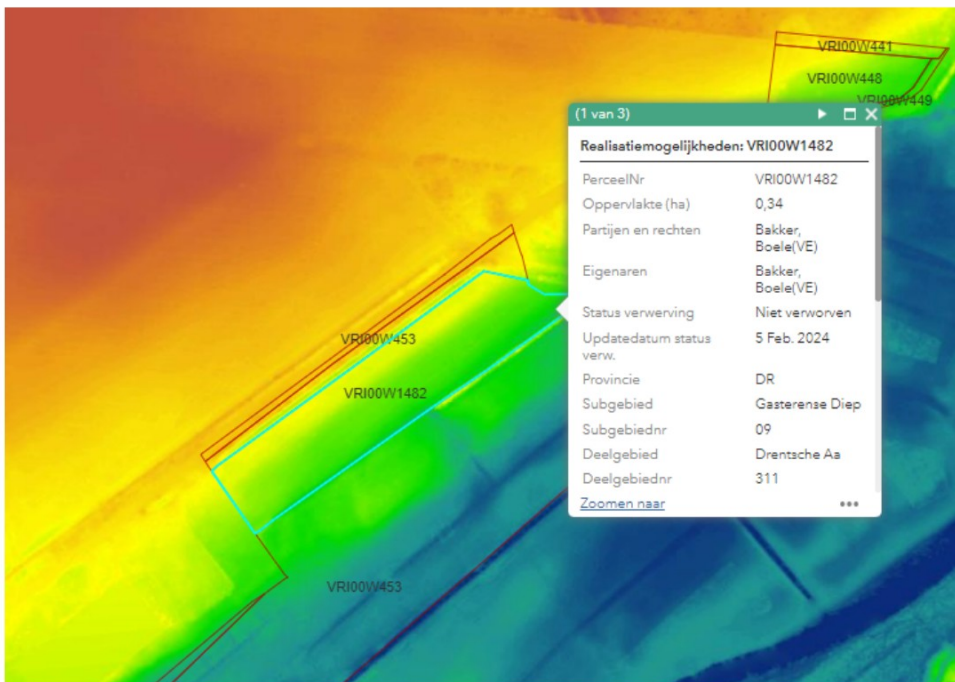 VRI00W441
VRI00W448
VRI00W449
(1 van 3)
Realisatiemogelijkheden: VRI00W1482
PerceelNr VRI00W1482
Oppervlakte (ha) 0,34
Partijen en rechten Bakker,
Boele(VE)
Eigenaren Bakker,
Boele(VE)
Status verwerving Niet verworven
Updatedatum status 5 Feb. 2024
verw.
Provincie DR
Subgebied Gasterense Diep
Subgebiednr 09
Deelgebied Drentsche Aa
Deelgebiednr 311
Zoomen naar
VRI00W453
VRI00W1482
VRI00W453